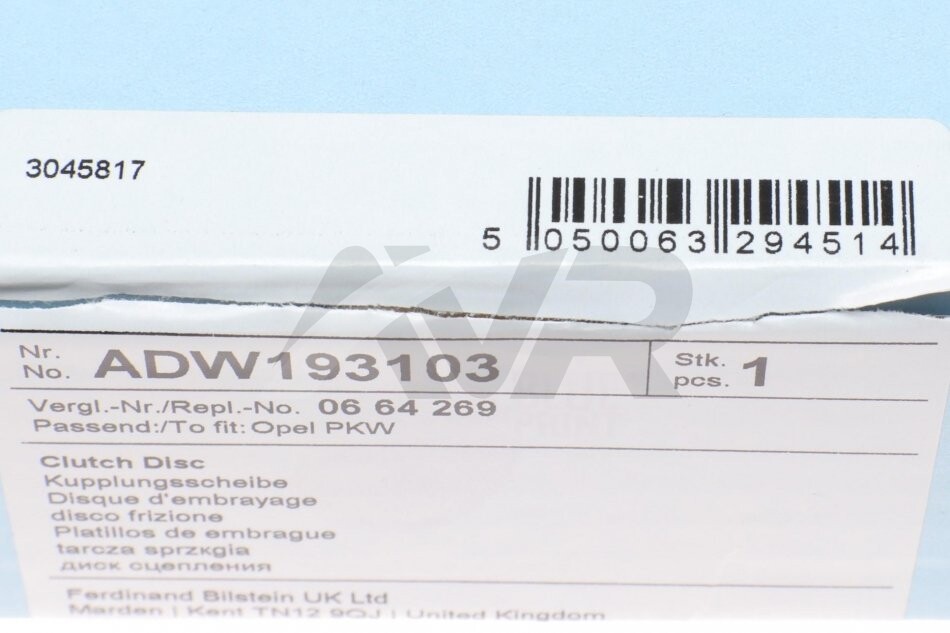 3045817
5 050063 294514
Nr. No. ADW193103 Stk. pcs. 1
Vergl.-Nr./Repl.-No. 06 64 269
Passend:/To fit: Opel PKW
Clutch Disc
Kupplungsscheibe
Disque d'embrayage
disco frizione
Platillos de embrague
tarcza sprzкgіa
диск сцепления
Ferdinand Bilstein UK Ltd
Marden | Kent TN12 9QJ | United Kingdom
VR